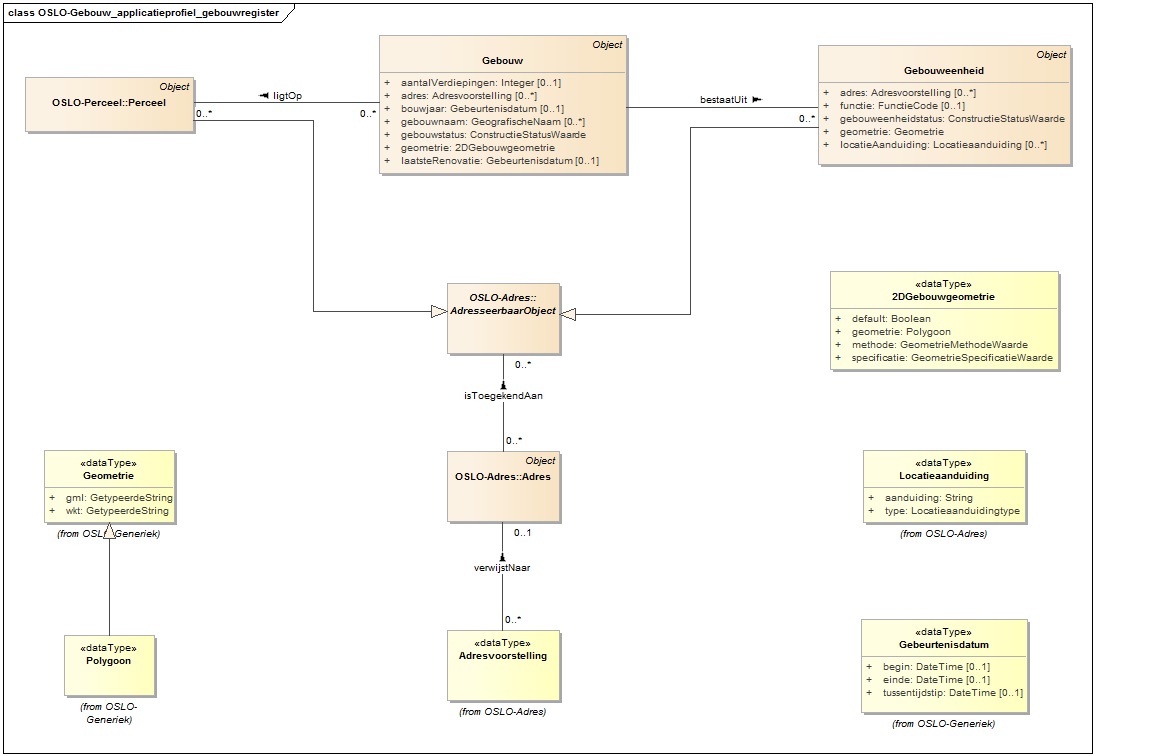 class OSLO-Gebouw_applicatieprofiel_gebouwregister
Object
OSLO-Perceel::Perceel
ligtOp
0..*
0..*
Object
Gebouw
+ aantalVerdiepingen: Integer [0..1]
+ adres: Adresvoorstelling [0..*]
+ bouwjaar: Gebeurtenisdatum [0..1]
+ gebouwnaam: GeografischeNaam [0..*]
+ gebouwstatus: ConstructieStatusWaarde
+ geometrie: 2DGebouwgeometrie
+ laatsteRenovatie: Gebeurtenisdatum [0..1]
bestaatUit
0..*
Object
Gebouweenheid
+ adres: Adresvoorstelling [0..*]
+ functie: FunctieCode [0..1]
+ gebouweenheidstatus: ConstructieStatusWaarde
+ geometrie: Geometrie
+ locatieAanduiding: Locatieaanduiding [0..*]
OSLO-Adres::
AdresseerbaarObject
0..*
isToegekendAan
0..*
«dataType»
2DGebouwgeometrie
+ default: Boolean
+ geometrie: Polygoon
+ methode: GeometrieMethodeWaarde
+ specificatie: GeometrieSpecificatieWaarde
«dataType»
Geometrie
+ gml: GetypeerdeString
+ wkt: GetypeerdeString
(from OSLO-Generiek)
Object
OSLO-Adres::Adres
0..1
verwijstNaar
0..*
«dataType»
Locatieaanduiding
+ aanduiding: String
+ type: Locatieaanduidingtype
(from OSLO-Adres)
«dataType»
Polygoon
(from OSLO-
Generiek)
«dataType»
Adresvoorstelling
(from OSLO-Adres)
«dataType»
Gebeurtenisdatum
+ begin: DateTime [0..1]
+ einde: DateTime [0..1]
+ tussentijdstip: DateTime [0..1]
(from OSLO-Generiek)